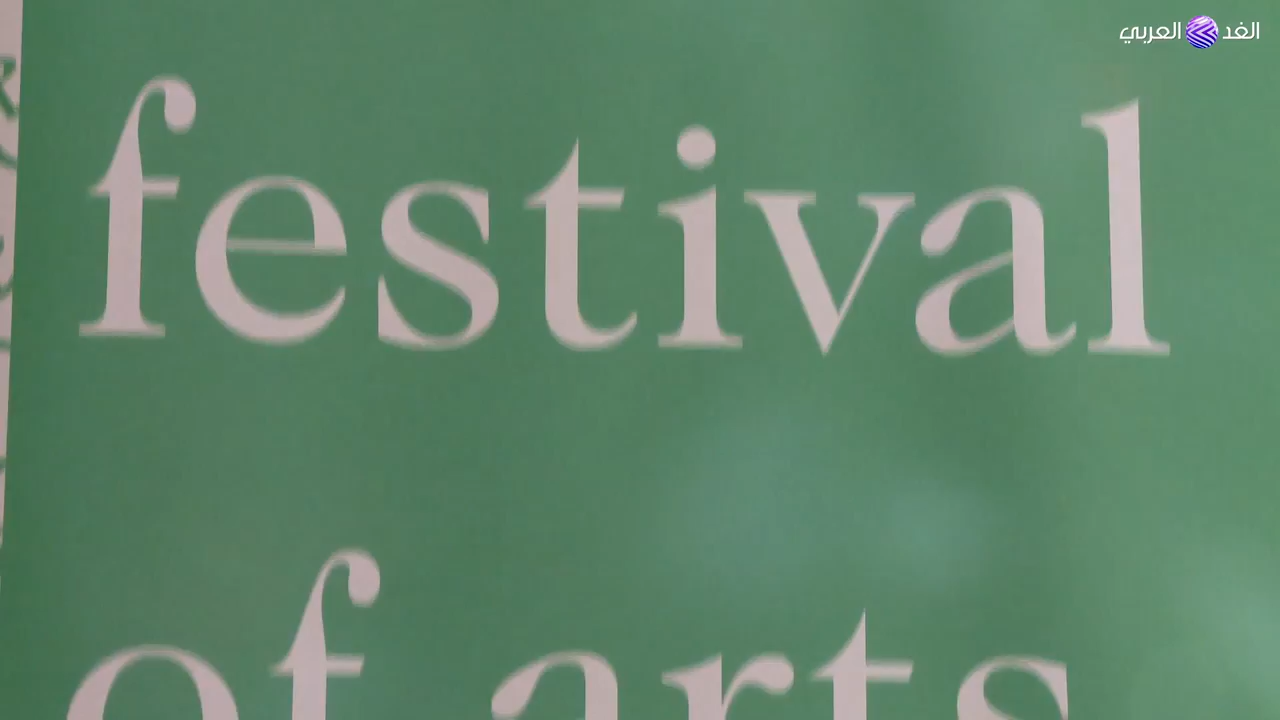 الغد العربي
festival
of arts